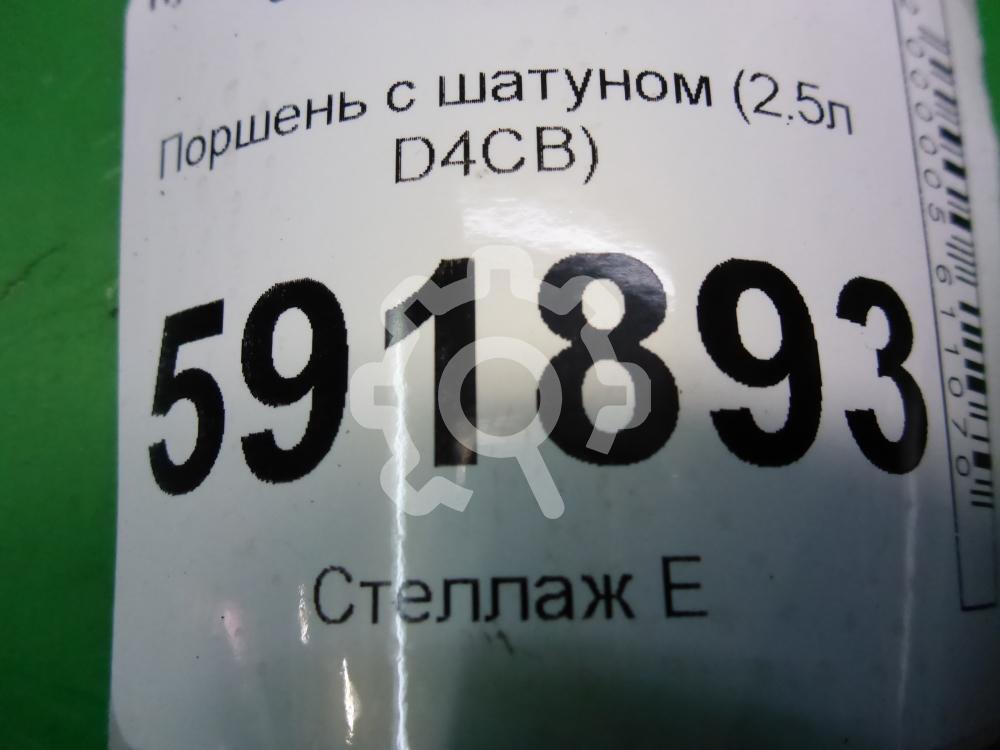 Поршень с шатуном (2.5л
D4CB)
591893
Стеллаж Е